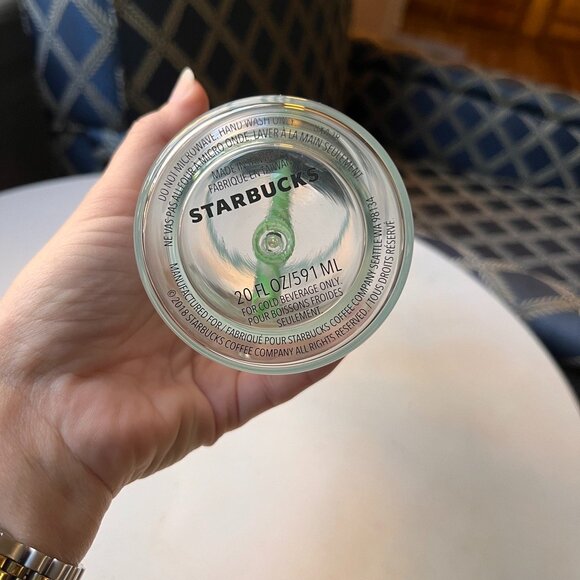 DO NOT MICROWAVE. HAND WASH ONLY
NE VAS PAS AU FOUR À MICRO ONDE. LAVER À LA MAIN SEULEMENT
MADE IN
FABRIQUÉ EN
STARBUCKS
20 FL OZ/591 ML
FOR COLD BEVERAGE ONLY.
POUR BOISSONS FROIDES
SEULEMENT
MANUFACTURED FOR / FABRIQUÉ POUR STARBUCKS COFFEE COMPANY SEATTLE WA 98134
©2018 STARBUCKS COFFEE COMPANY ALL RIGHTS RESERVED. TOUS DROITS RÉSERVÉ